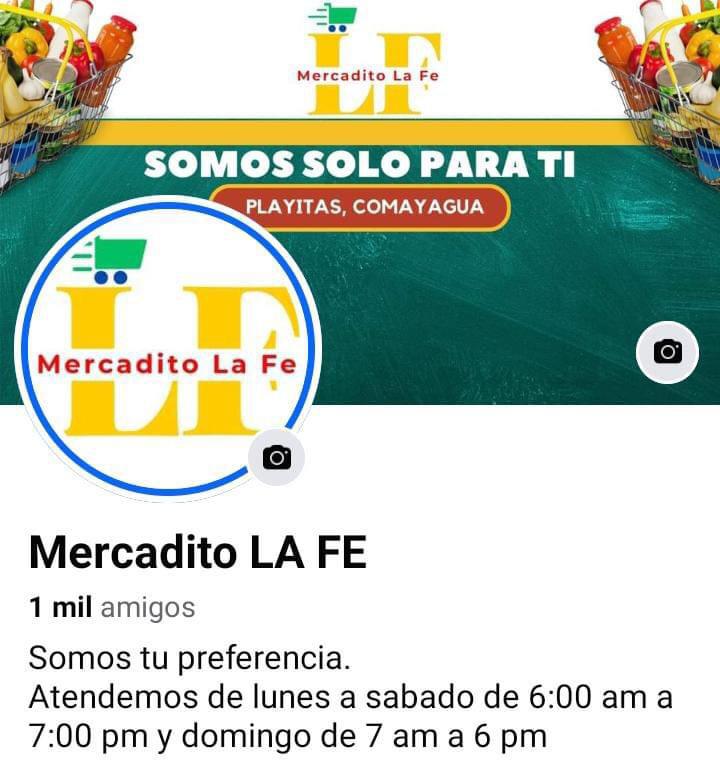 LF
Mercadito La Fe
SOMOS SOLO PARA TI
PLAYITAS, COMAYAGUA
LF
Mercadito La Fe
Mercadito LA FE
1 mil amigos
Somos tu preferencia.
Atendemos de lunes a sabado de 6:00 am a
7:00 pm y domingo de 7 am a 6 pm